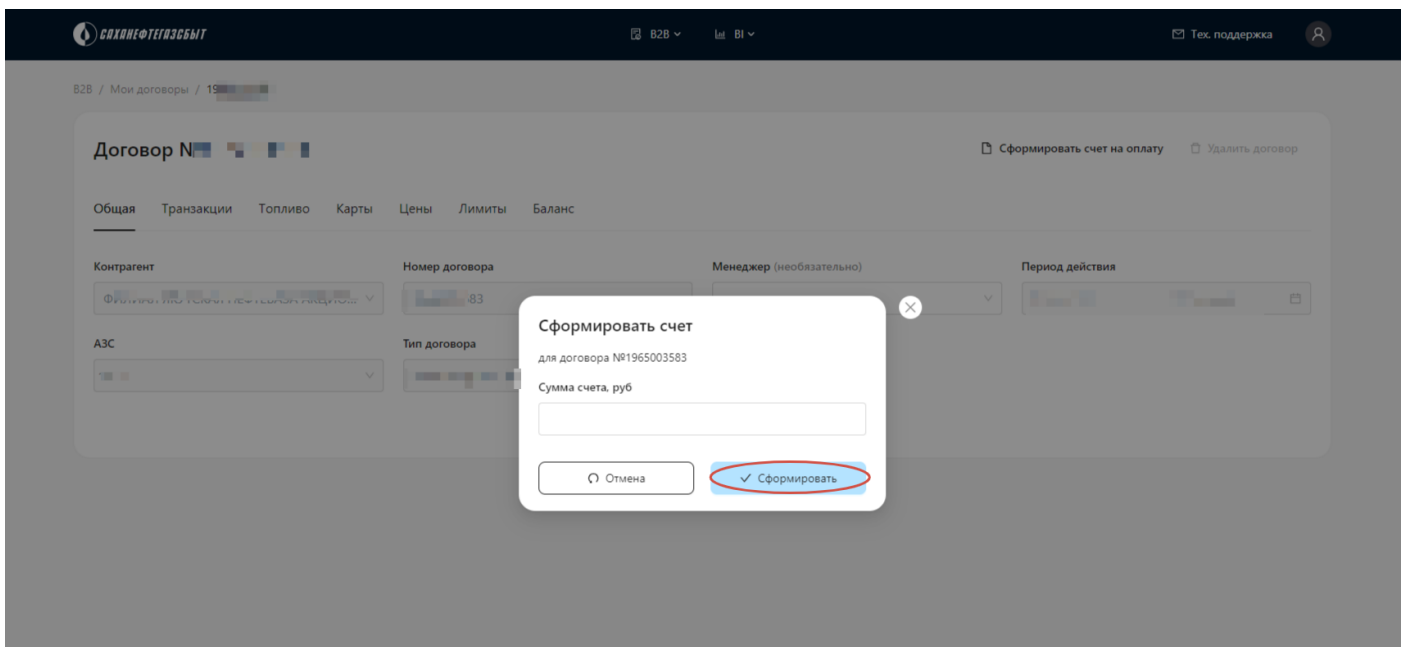 САХАНЕФТЕГАЗСБЫТ
B2B
BI
Тех. поддержка
B2B / Мои договоры / 19
Договор №
Сформировать счет на оплату
Удалить договор
Общая Транзакции Топливо Карты Цены Лимиты Баланс
Контрагент
Номер договора
Менеджер (необязательно)
Период действия
83
АЗС
Тип договора
Сформировать счет
для договора №1965003583
Сумма счета, руб
Отмена
Сформировать